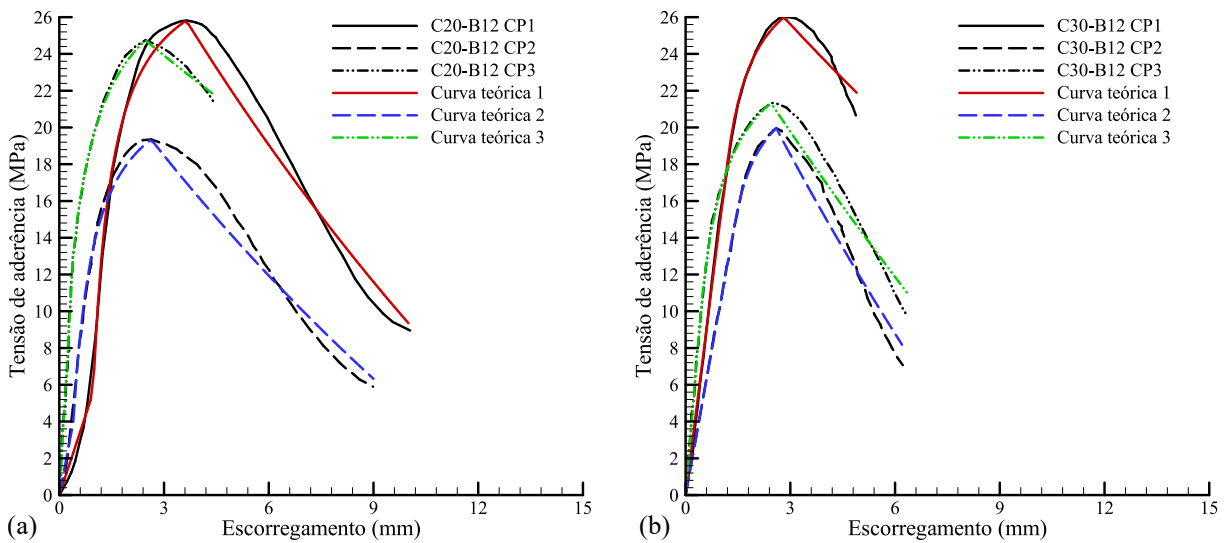 26
24
22
20
18
16
14
12
10
8
6
4
2
0
Tensão de aderência (MPa)
C20-B12 CP1
C20-B12 CP2
C20-B12 CP3
Curva teórica 1
Curva teórica 2
Curva teórica 3
0 3 6 9 12 15
Escorregamento (mm)
(a)
26
24
22
20
18
16
14
12
10
8
6
4
2
0
Tensão de aderência (MPa)
C30-B12 CP1
C30-B12 CP2
C30-B12 CP3
Curva teórica 1
Curva teórica 2
Curva teórica 3
0 3 6 9 12 15
Escorregamento (mm)
(b)